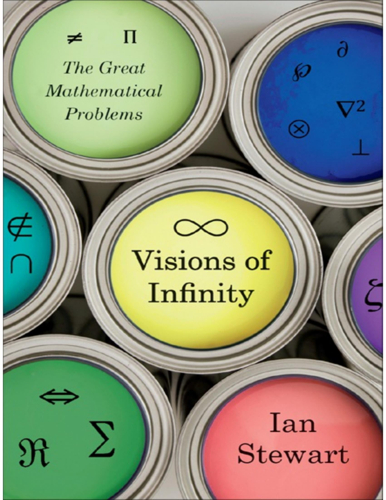 ≠ Π
The Great
Mathematical
Problems
∂
℘
∇²
⊗
⊥
∉
∩
∞
Visions of
Infinity
ζ
⇔
ℜ Σ
Ian
Stewart